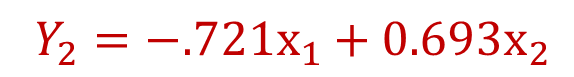 Y₂ = −.721x₁ + 0.693x₂